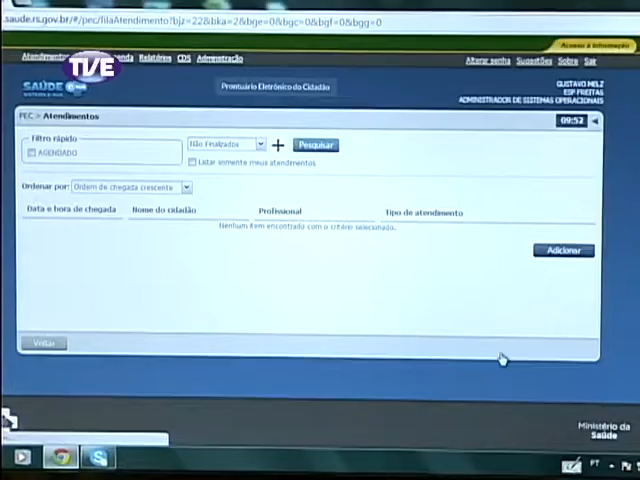 .saude.rs.gov.br/#/pec/filaAtendimento?bjz=22&bka=2&bge=0&bgc=0&bgf=0&bgg=0
Acesso à Informação
Relatórios CDS Administração
Alterar senha Sugestões Sobre Sair
TVE
SAÚDE
Prontuário Eletrônico do Cidadão
GUSTAVO MELZ
ESP FREITAS
ADMINISTRADOR DE SISTEMAS OPERACIONAIS
PEC > Atendimentos
09:52
Filtro rápido
AGENDADO
Não Finalizados
Pesquisar
Listar somente meus atendimentos
Ordenar por: Ordem de chegada crescente
Data e hora de chegada Nome do cidadão Profissional Tipo de atendimento
Nenhum item encontrado com o critério selecionado.
Adicionar
Voltar
Ministério da
Saúde
PT